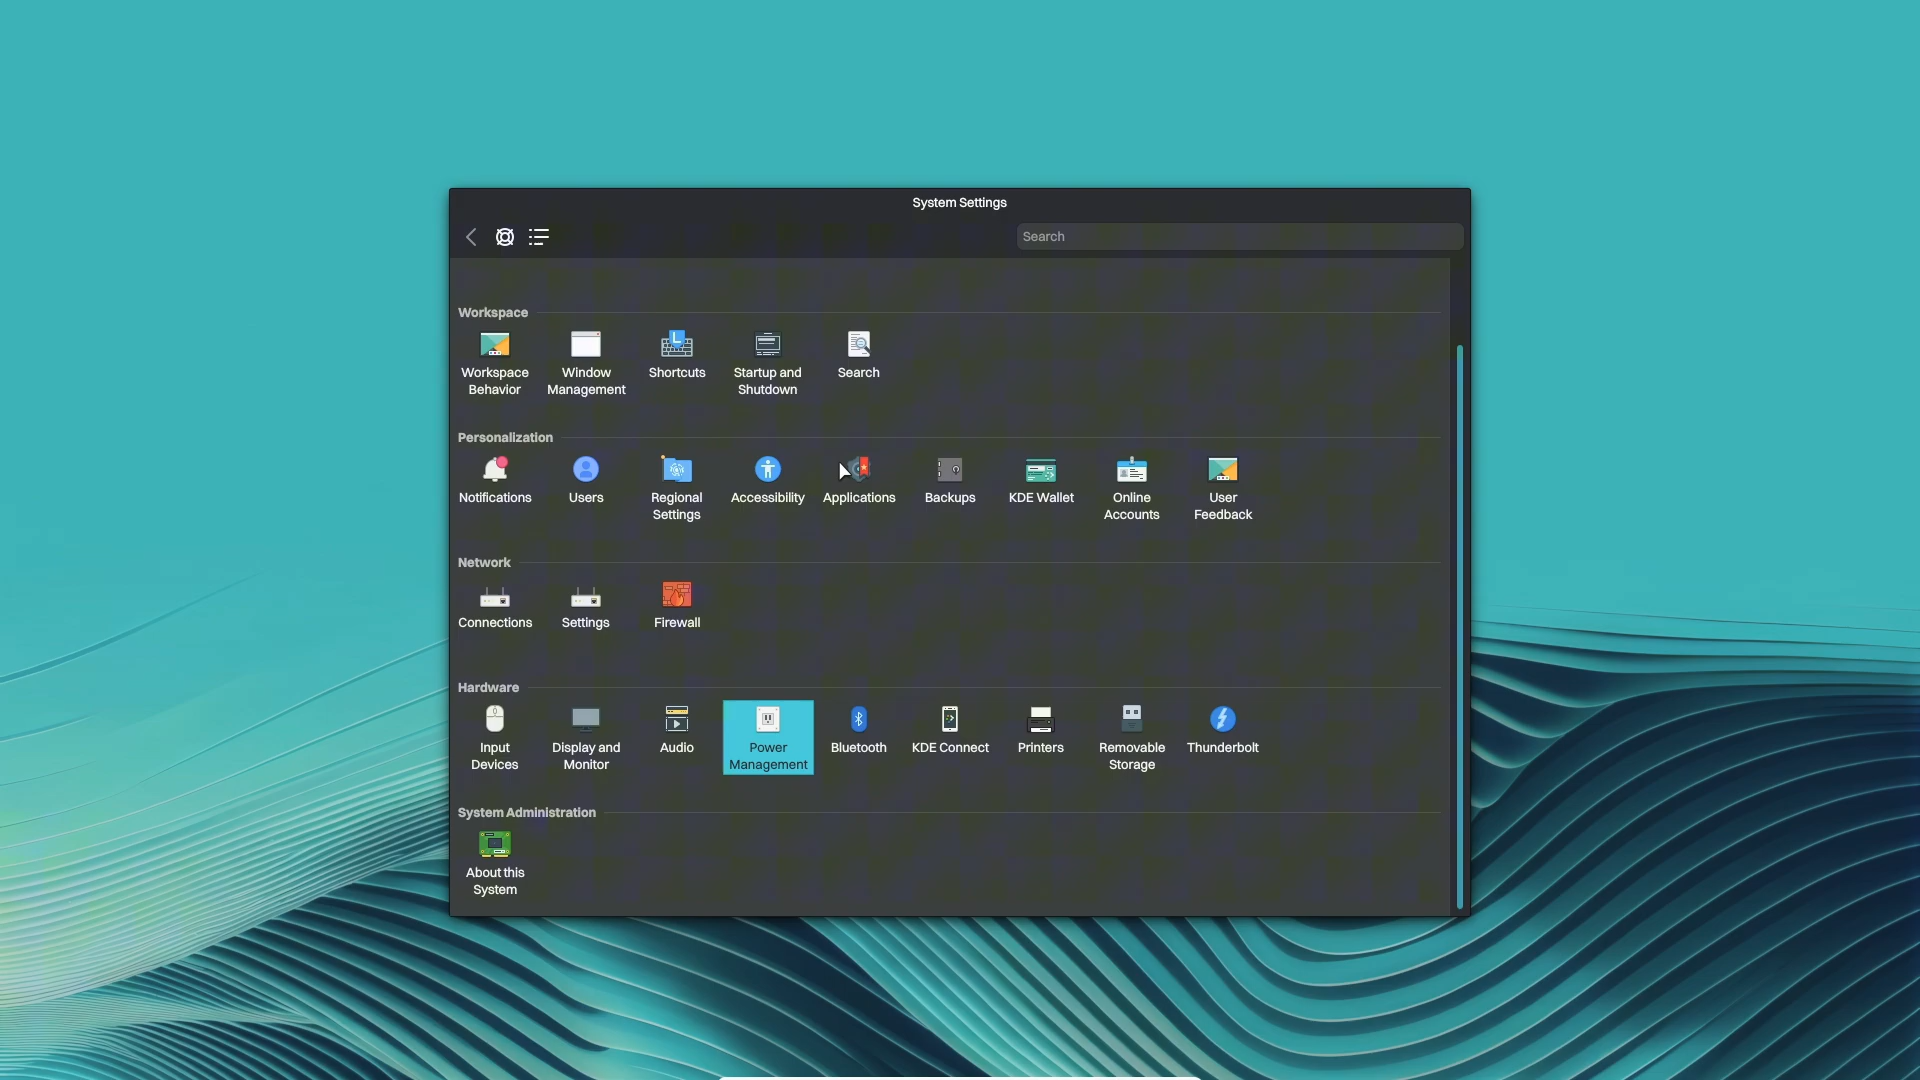 System Settings
Search
Workspace
Workspace Behavior
Window Management
Shortcuts
Startup and Shutdown
Search
Personalization
Notifications
Users
Regional Settings
Accessibility
Applications
Backups
KDE Wallet
Online Accounts
User Feedback
Network
Connections
Settings
Firewall
Hardware
Input Devices
Display and Monitor
Audio
Power Management
Bluetooth
KDE Connect
Printers
Removable Storage
Thunderbolt
System Administration
About this System